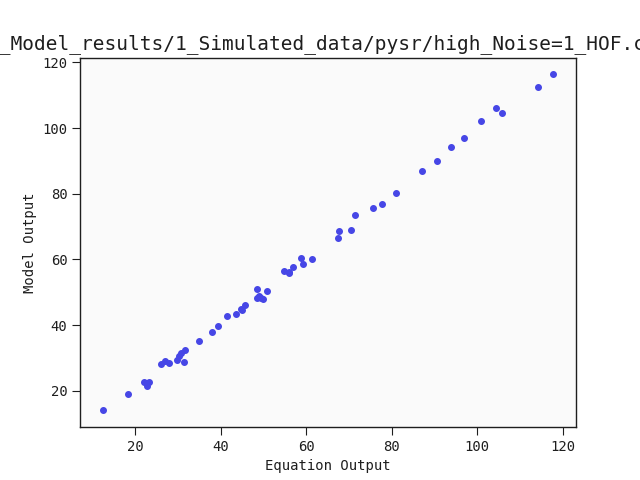 _Model_results/1_Simulated_data/pysr/high_Noise=1_HOF.c
120
100
80
60
40
20
Model Output
20 40 60 80 100 120
Equation Output